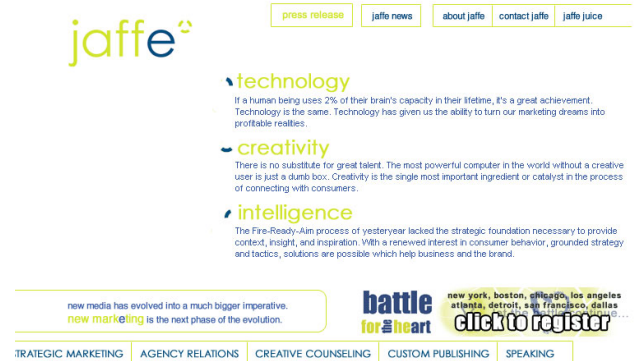 jaffe
press release
jaffe news
about jaffe
contact jaffe
jaffe juice
technology
If a human being uses 2% of their brain's capacity in their lifetime, it's a great achievement.
Technology is the same. Technology has given us the ability to turn our marketing dreams into
profitable realities.
creativity
There is no substitute for great talent. The most powerful computer in the world without a creative
user is just a dumb box. Creativity is the single most important ingredient or catalyst in the process
of connecting with consumers.
intelligence
The Fire-Ready-Aim process of yesteryear lacked the strategic foundation necessary to provide
context, insight, and inspiration. With a renewed interest in consumer behavior, grounded strategy
and tactics, solutions are possible which help business and the brand.
new media has evolved into a much bigger imperative.
new marketing is the next phase of the evolution.
battle
for the heart
new york, boston, chicago, los angeles
atlanta, detroit, san francisco, dallas
let the battle continue...
click to register
TRATEGIC MARKETING
AGENCY RELATIONS
CREATIVE COUNSELING
CUSTOM PUBLISHING
SPEAKING